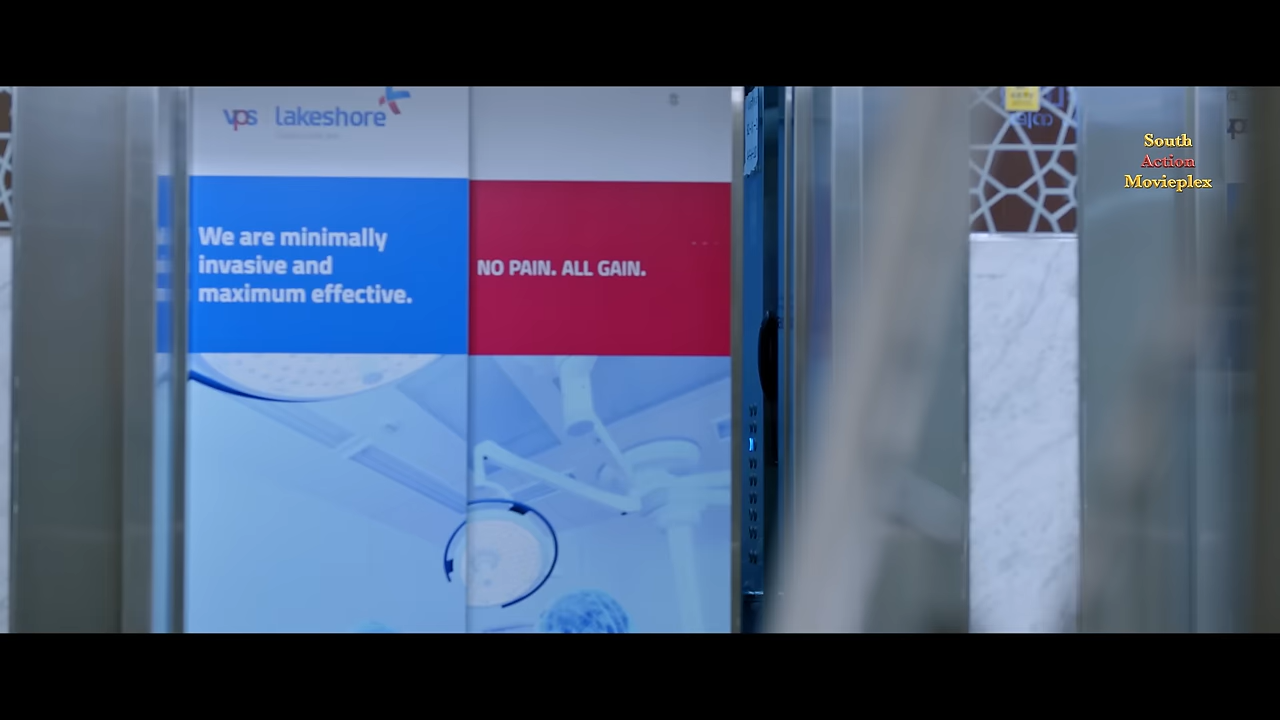 vps lakeshore
We are minimally
invasive and
maximum effective.
NO PAIN. ALL GAIN.
South
Action
Movieplex